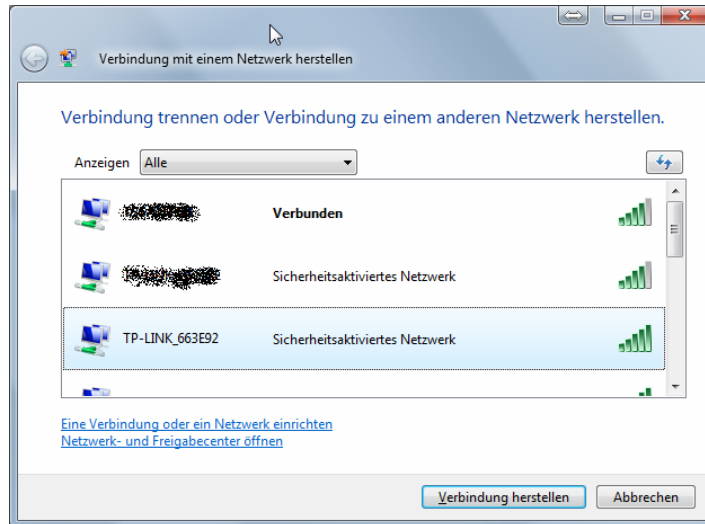 Verbindung mit einem Netzwerk herstellen
Verbindung trennen oder Verbindung zu einem anderen Netzwerk herstellen.
Anzeigen Alle
Verbunden
Sicherheitsaktiviertes Netzwerk
TP-LINK_663E92 Sicherheitsaktiviertes Netzwerk
Eine Verbindung oder ein Netzwerk einrichten
Netzwerk- und Freigabecenter öffnen
Verbindung herstellen Abbrechen